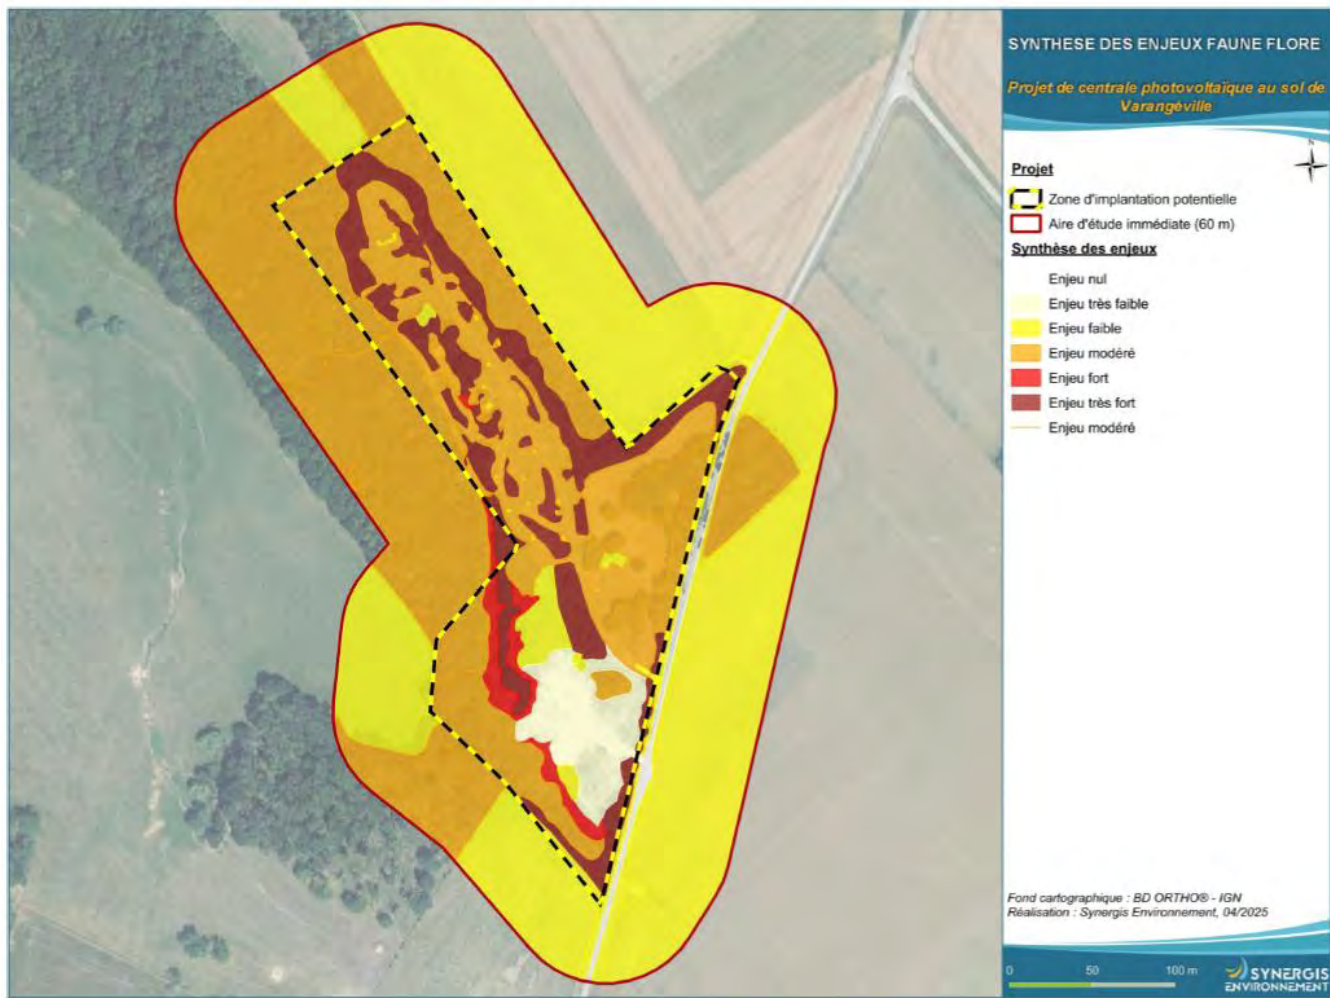 SYNTHESE DES ENJEUX FAUNE FLORE
Projet de centrale photovoltaïque au sol de
Varangéville
N
Projet
Zone d'implantation potentielle
Aire d'étude immédiate (60 m)
Synthèse des enjeux
Enjeu nul
Enjeu très faible
Enjeu faible
Enjeu modéré
Enjeu fort
Enjeu très fort
Enjeu modéré
Fond cartographique : BD ORTHO® - IGN
Réalisation : Synergis Environnement, 04/2025
0 50 100 m
SYNERGIS
ENVIRONNEMENT